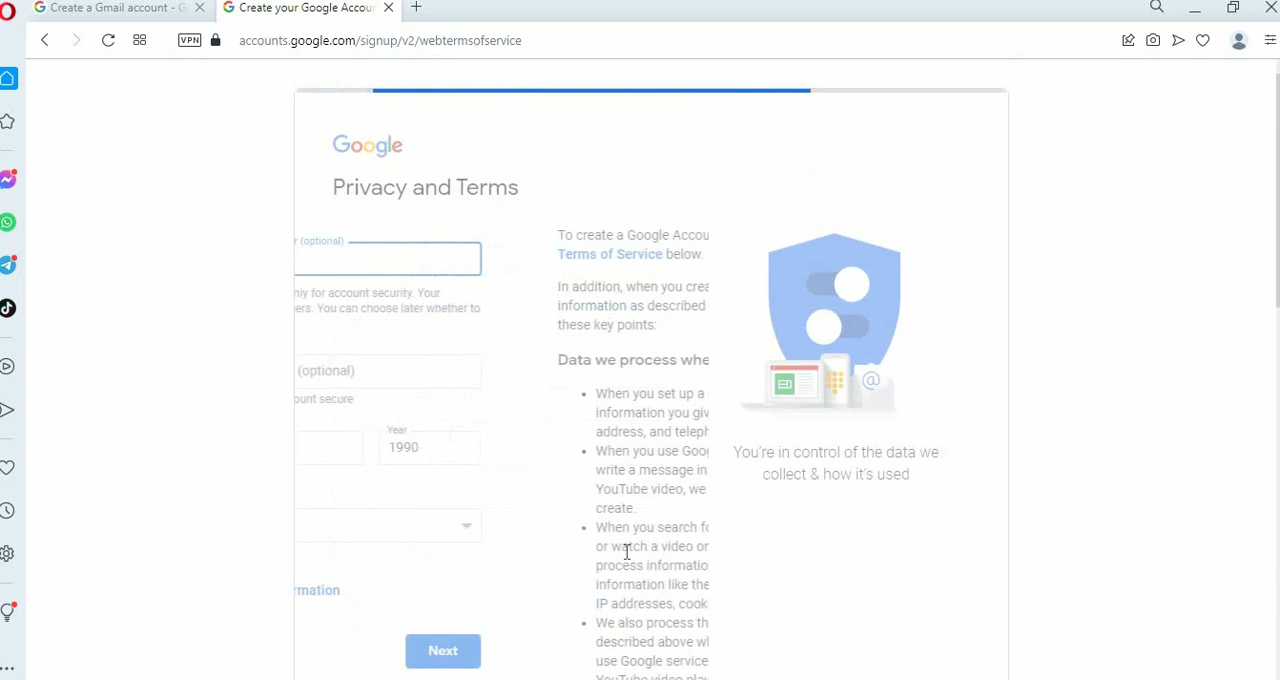 Create a Gmail account - G
Create your Google Accour
VPN
accounts.google.com/signup/v2/webtermsofservice
Google
Privacy and Terms
r (optional)
nly for account security. Your
ers. You can choose later whether to
(optional)
ount secure
Year
1990
rmation
Next
To create a Google Accou
Terms of Service below.
In addition, when you crea
information as described
these key points:
Data we process whe
• When you set up a
information you giv
address, and teleph
• When you use Goog
write a message in
YouTube video, we
create.
• When you search fo
or watch a video or
process informatio
information like the
IP addresses, cook
• We also process th
described above wh
use Google service
YouTube video play
@
You're in control of the data we
collect & how it's used